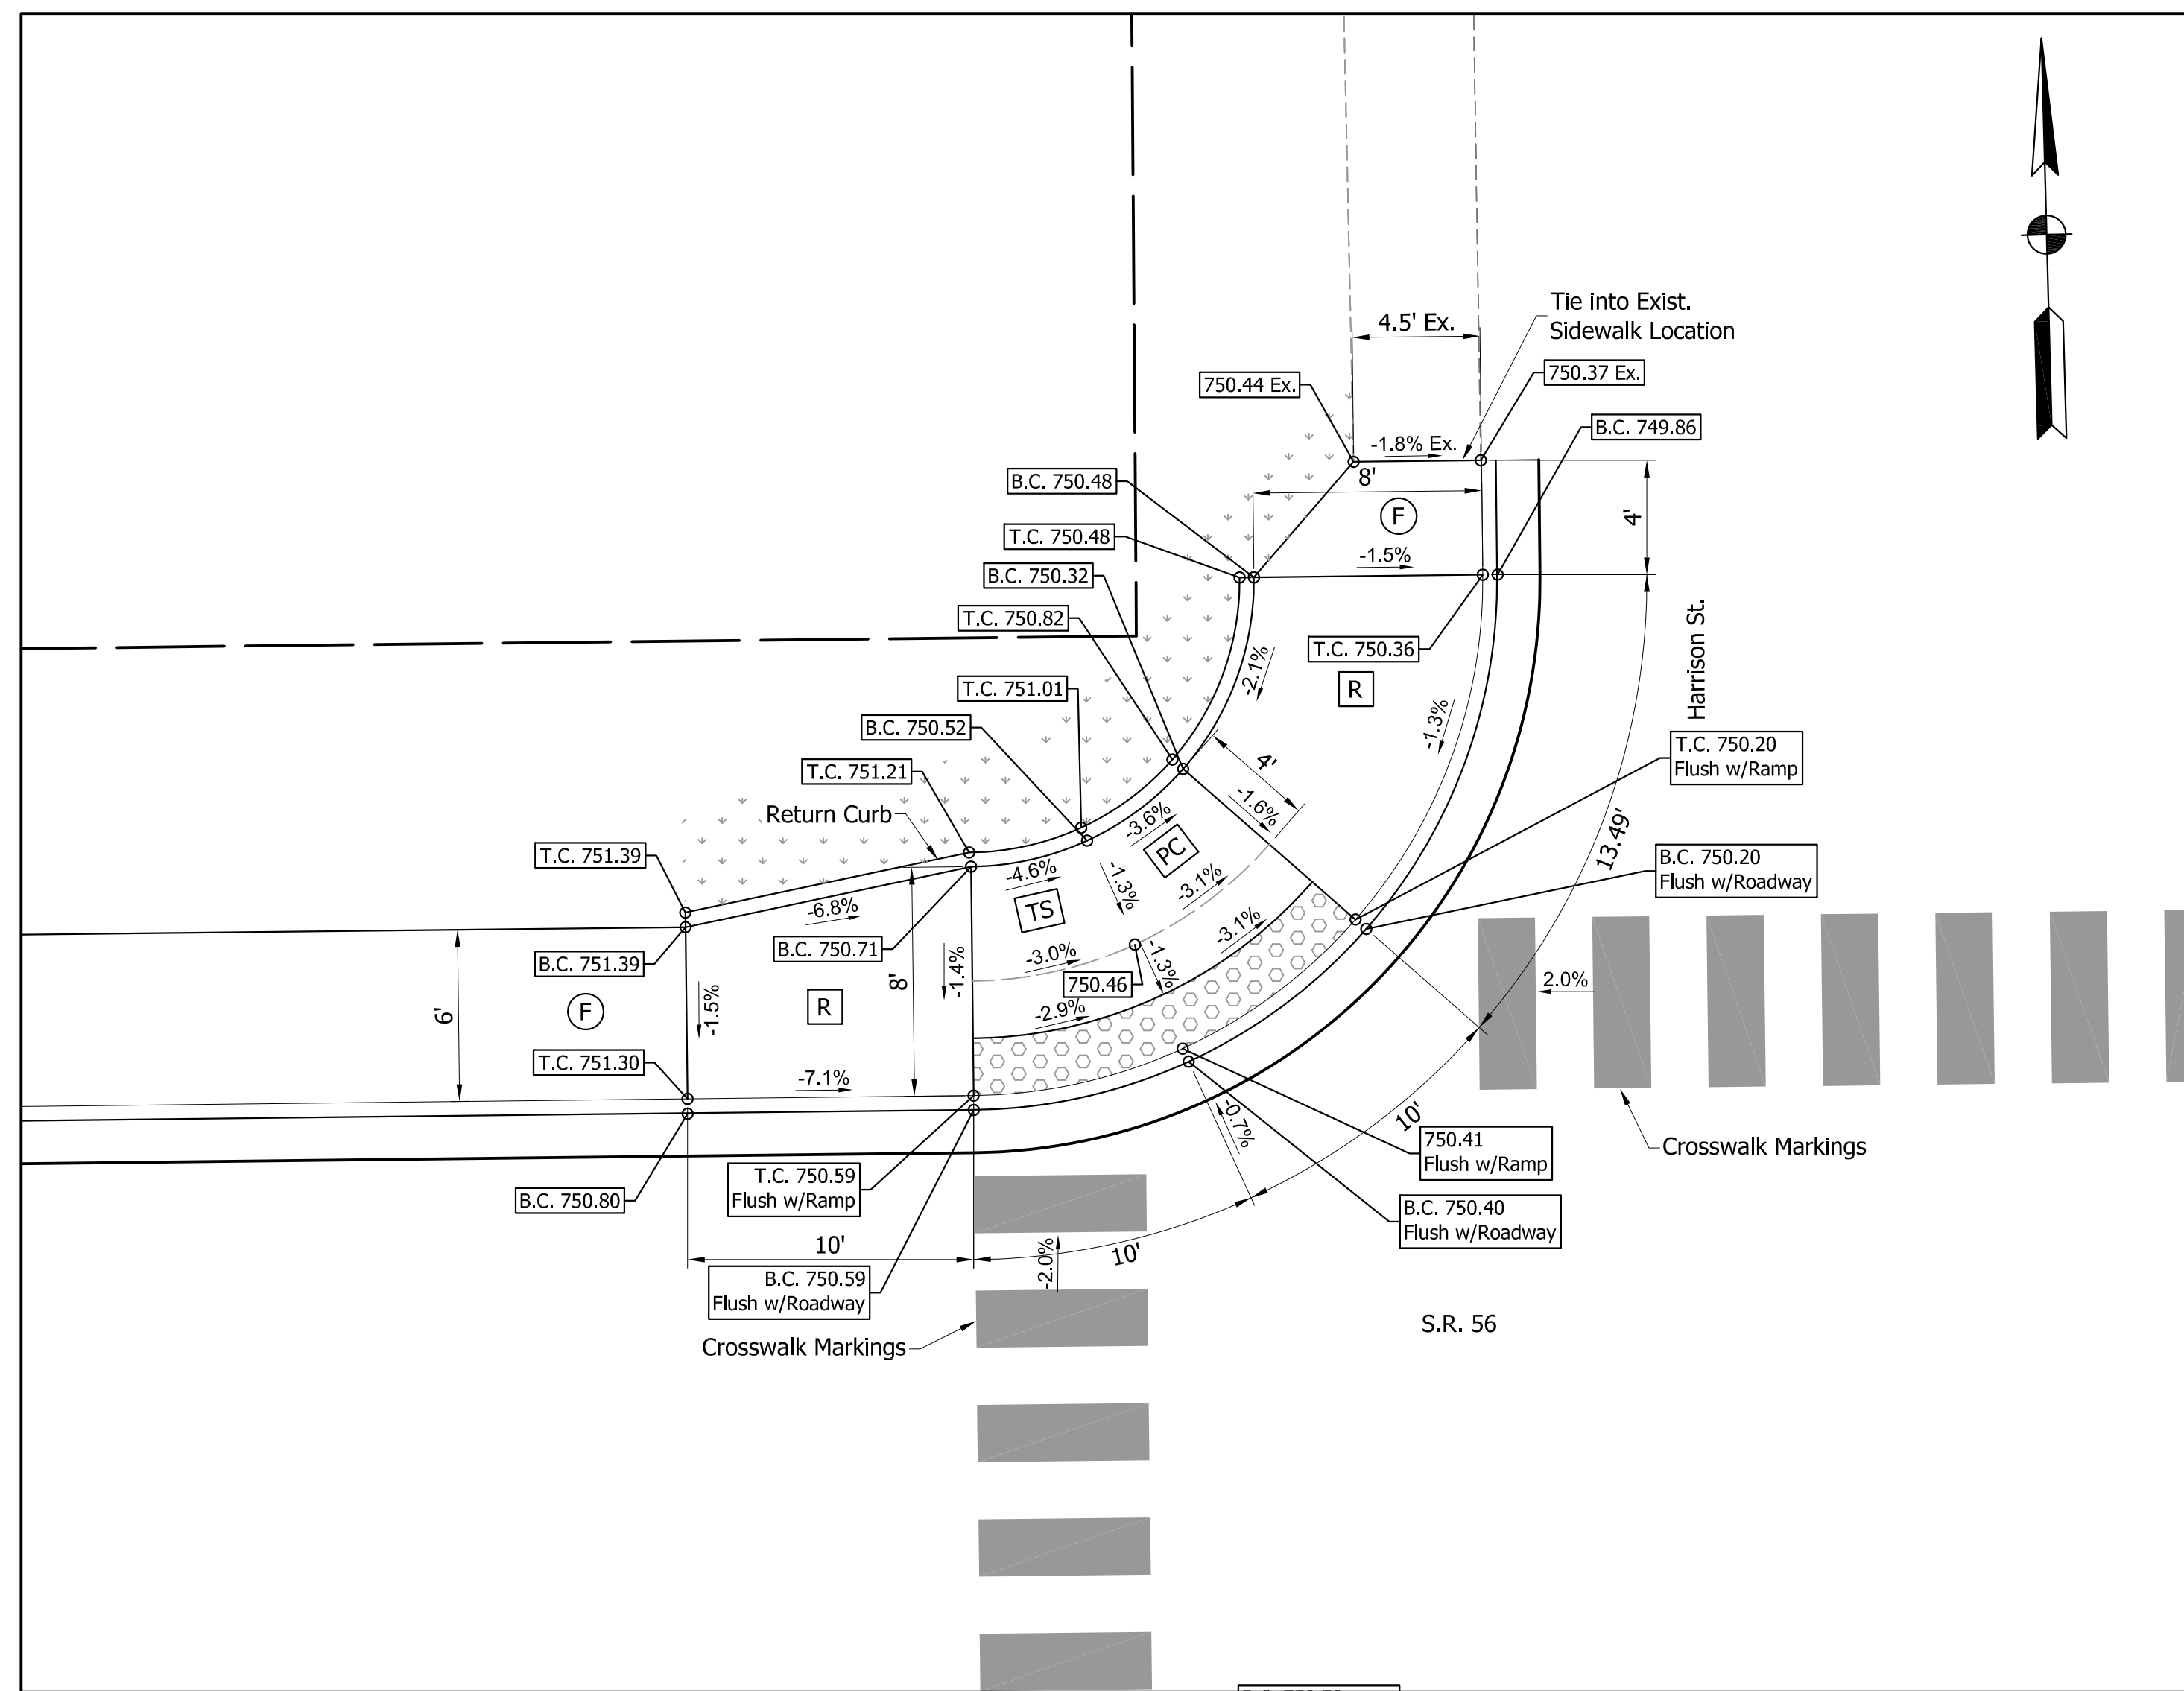 Tie into Exist.
Sidewalk Location
4.5' Ex.
750.44 Ex.
750.37 Ex.
B.C. 749.86
-1.8% Ex.
8'
F
4'
B.C. 750.48
T.C. 750.48
-1.5%
B.C. 750.32
T.C. 750.82
T.C. 750.36
R
-2.1%
-1.3%
Harrison St.
T.C. 751.01
B.C. 750.52
T.C. 751.21
Return Curb
T.C. 750.20
Flush w/Ramp
4'
-1.6%
13.49'
T.C. 751.39
-3.6%
PC
B.C. 750.20
Flush w/Roadway
-4.6%
-1.3%
-3.1%
TS
-6.8%
-3.1%
B.C. 750.71
B.C. 751.39
-1.4%
8'
-3.0%
-1.3%
750.46
2.0%
6'
F
-1.5%
R
-2.9%
T.C. 751.30
-7.1%
-0.7%
10'
750.41
Flush w/Ramp
Crosswalk Markings
T.C. 750.59
Flush w/Ramp
B.C. 750.80
B.C. 750.40
Flush w/Roadway
10'
-2.0%
10'
B.C. 750.59
Flush w/Roadway
S.R. 56
Crosswalk Markings